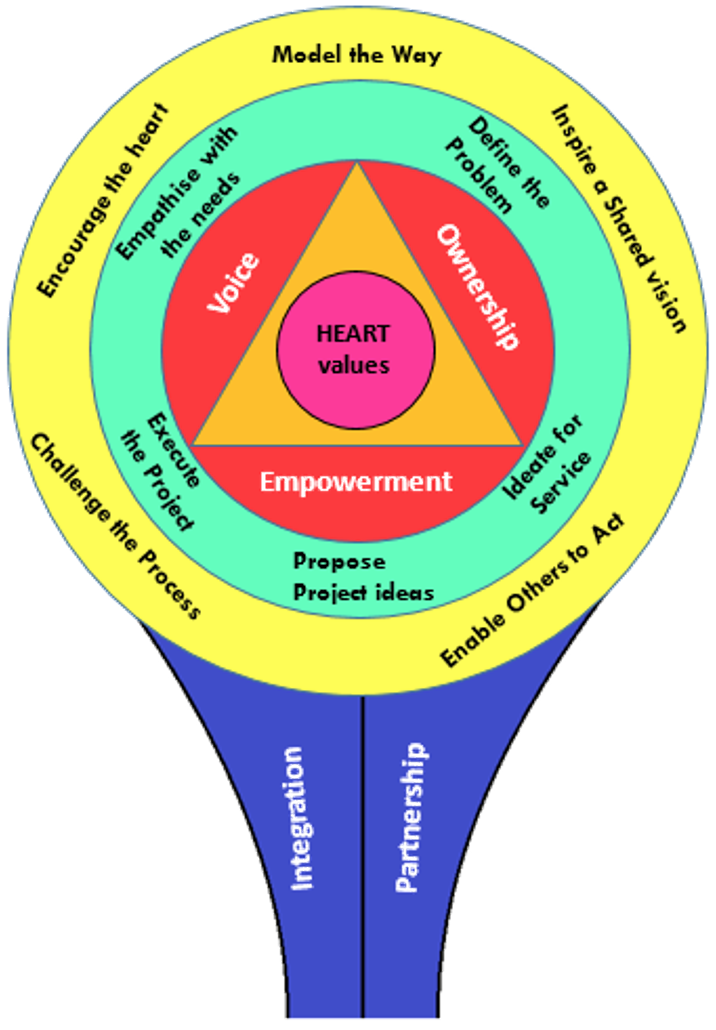 Model the Way
Inspire a Shared vision
Enable Others to Act
Challenge the Process
Encourage the heart
Empathise with
the needs
Define the
Problem
Ideate for
Service
Propose
Project ideas
Execute
the Project
Voice
Ownership
Empowerment
HEART
values
Integration
Partnership